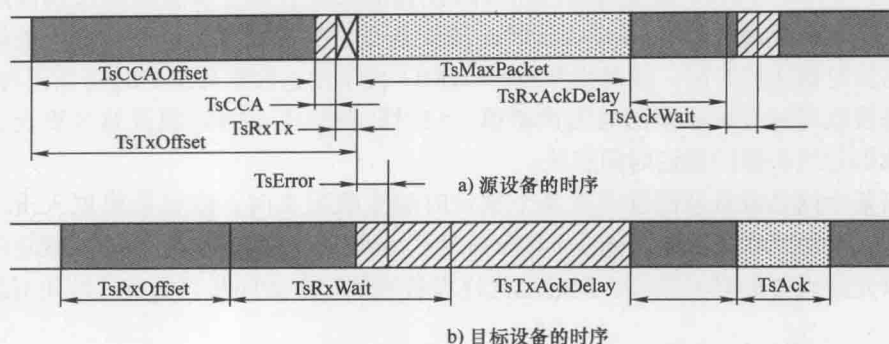 TsCCAOffset
TsMaxPacket
TsCCA
TsRxAckDelay
TsAckWait
TsRxTx
TsTxOffset
TsError
a) 源设备的时序
TsRxOffset
TsRxWait
TsTxAckDelay
TsAck
b) 目标设备的时序